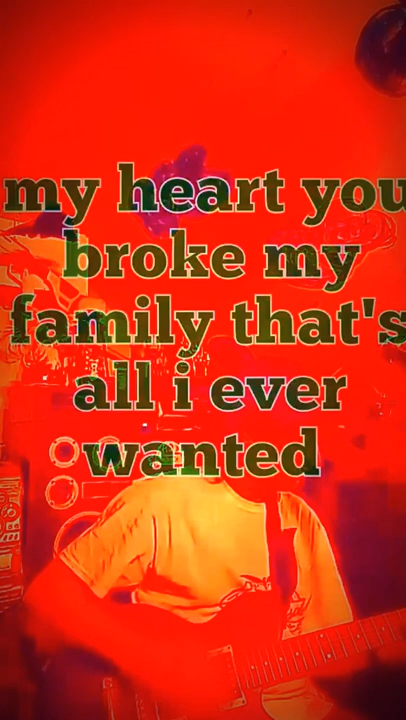 my heart you
broke my
family that's
all i ever
wanted